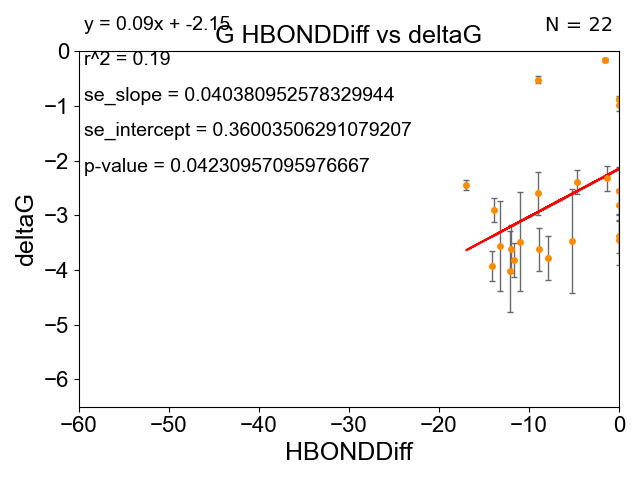 y = 0.09x + -2.15
N = 22
G HBONDDiff vs deltaG
r^2 = 0.19
se_slope = 0.040380952578329944
se_intercept = 0.36003506291079207
p-value = 0.04230957095976667
0
−1
−2
−3
−4
−5
−6
deltaG
−60 −50 −40 −30 −20 −10 0
HBONDDiff